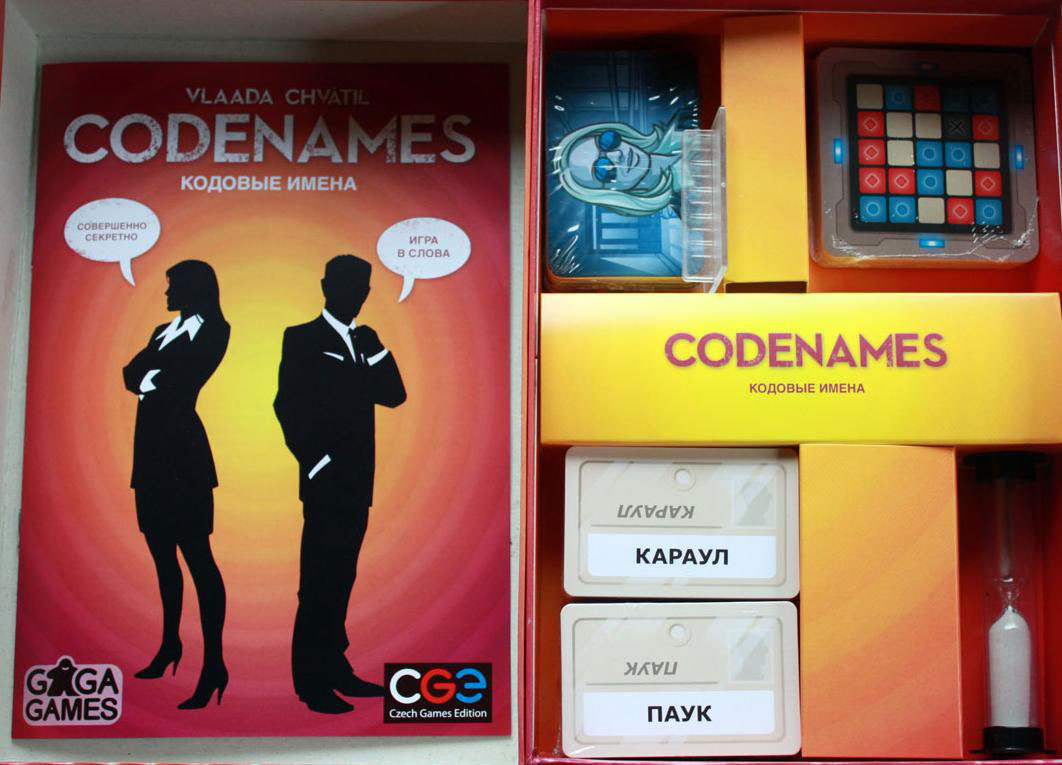 VLAADA CHVÁTIL
CODENAMES
КОДОВЫЕ ИМЕНА
СОВЕРШЕННО
СЕКРЕТНО
ИГРА
В СЛОВА
GAGA
GAMES
CGE
Czech Games Edition
CODENAMES
КОДОВЫЕ ИМЕНА
КАРАУЛ
КАРАУЛ
ПАУК
ПАУК